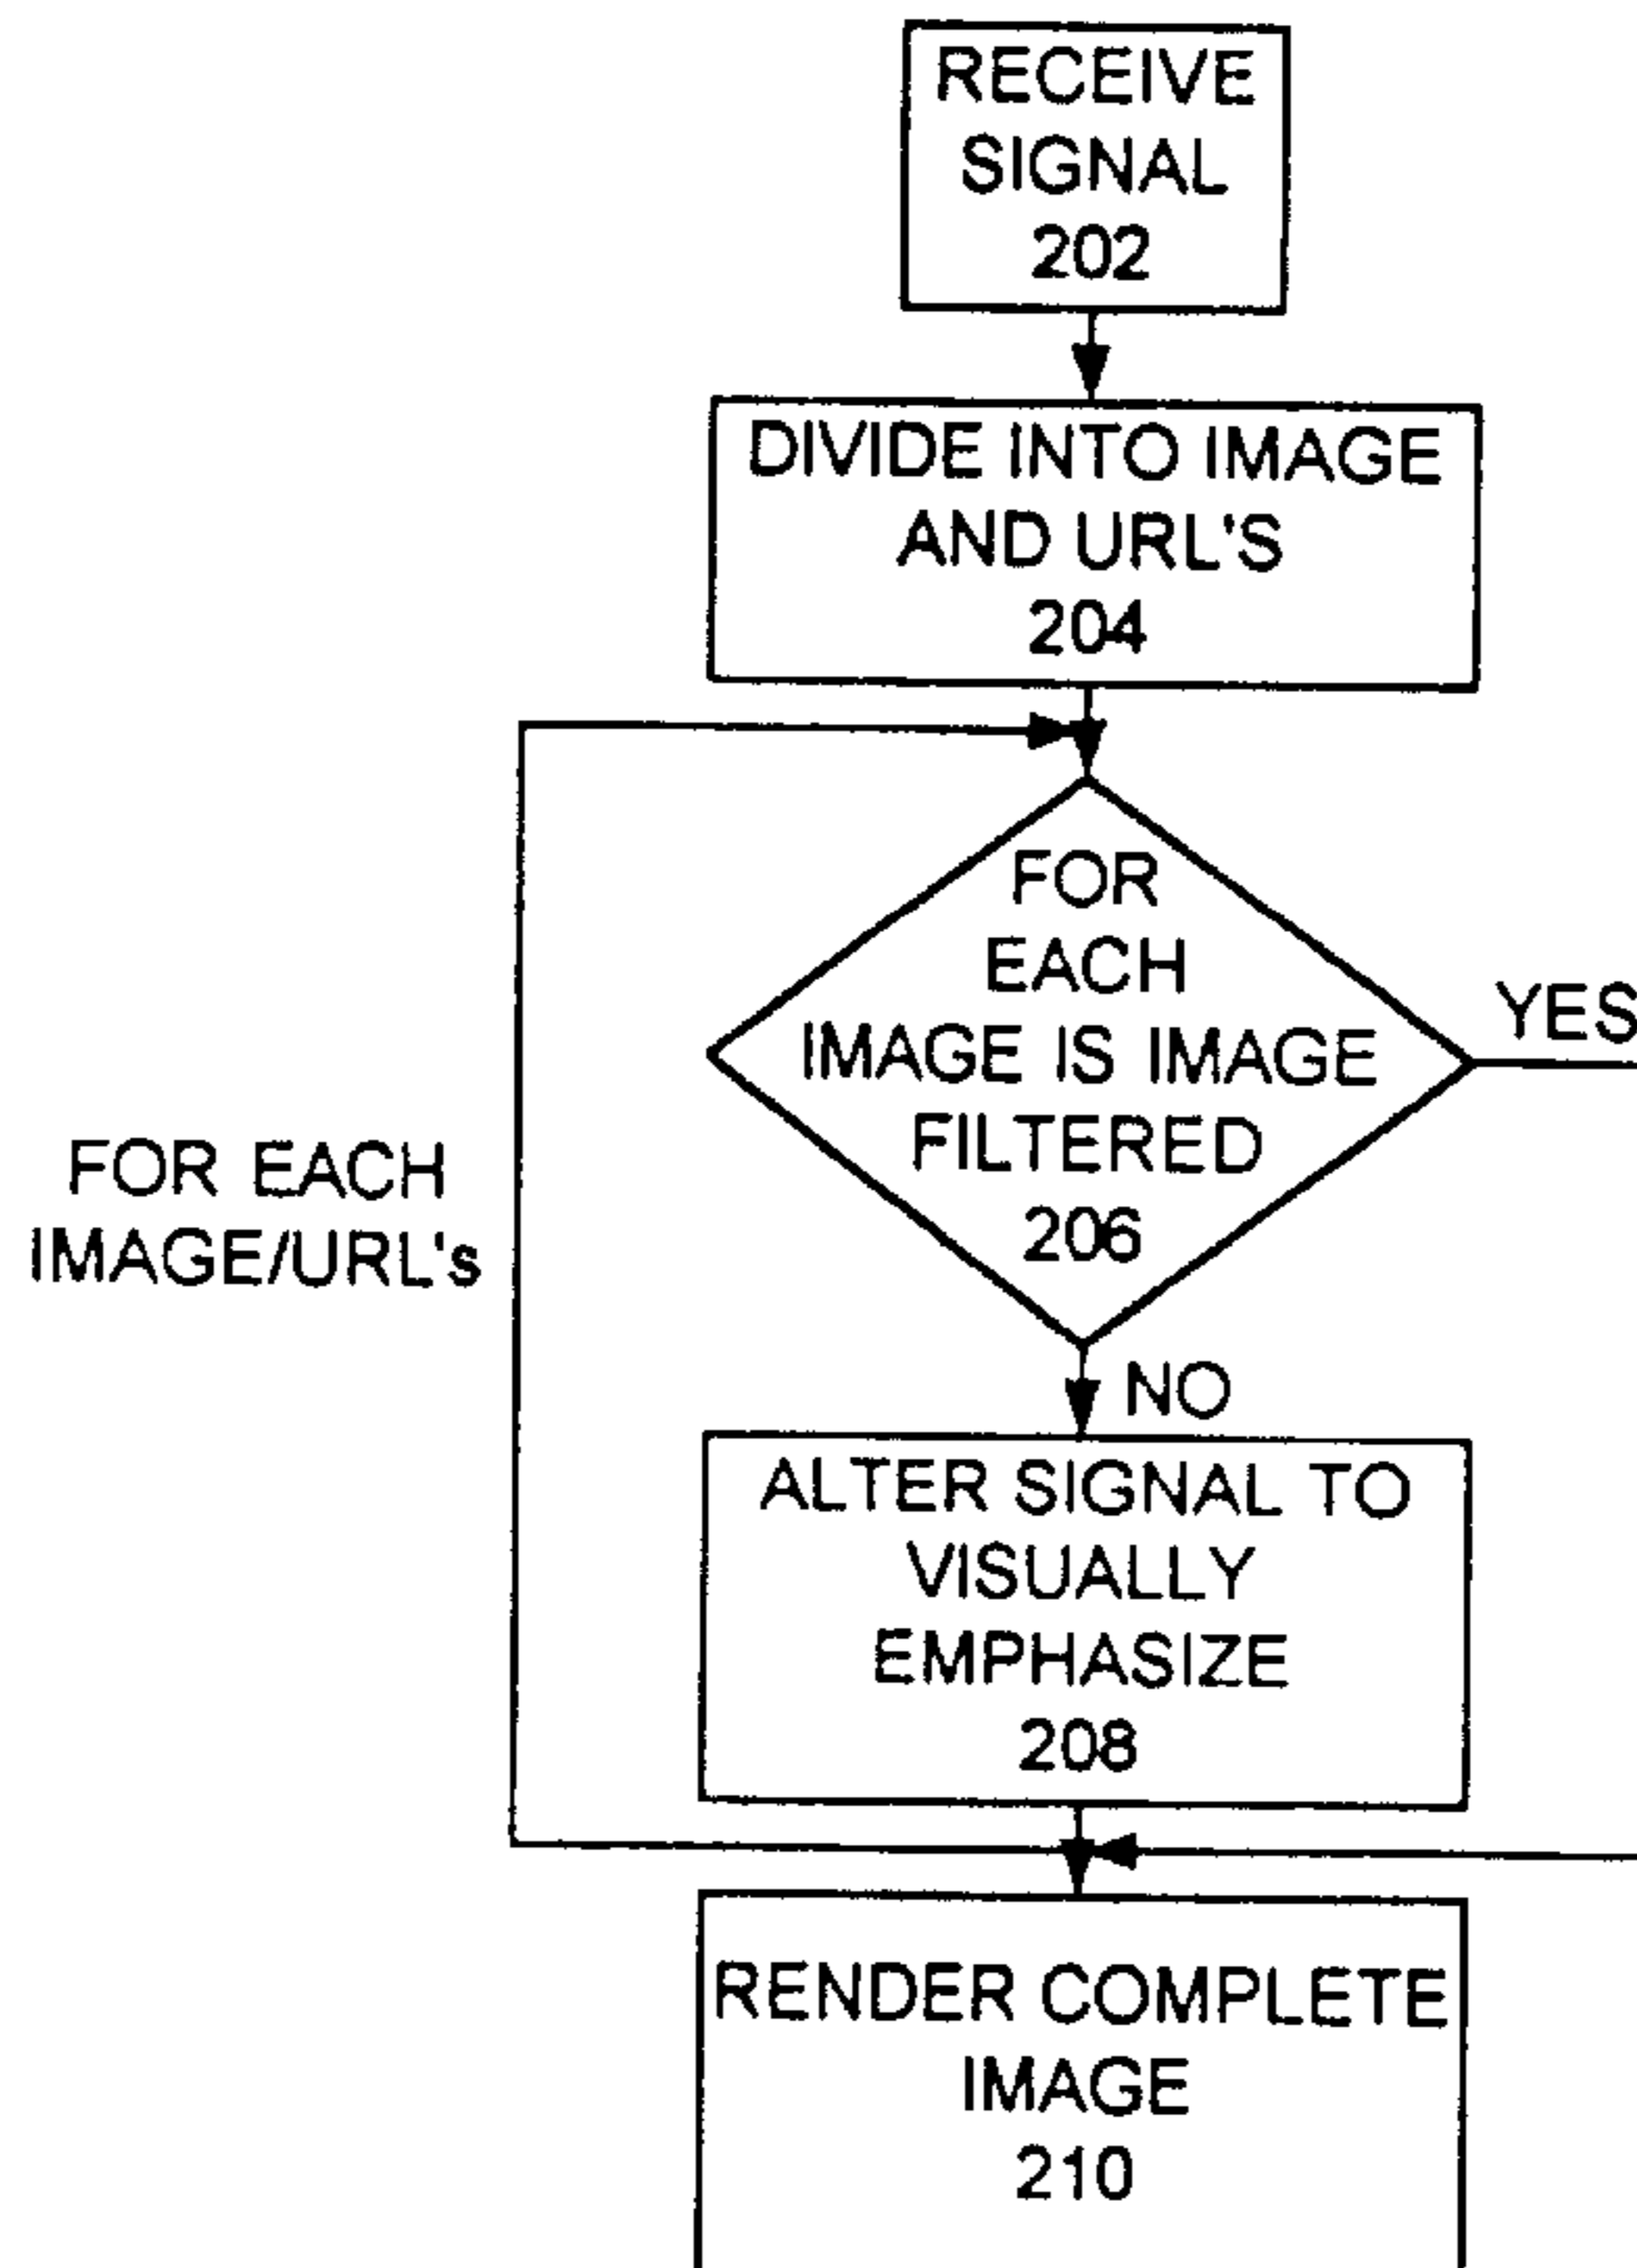 RECEIVE
SIGNAL
202
DIVIDE INTO IMAGE
AND URL'S
204
FOR
EACH
IMAGE IS IMAGE
FILTERED
206
YES
FOR EACH
IMAGE/URL's
NO
ALTER SIGNAL TO
VISUALLY
EMPHASIZE
208
RENDER COMPLETE
IMAGE
210